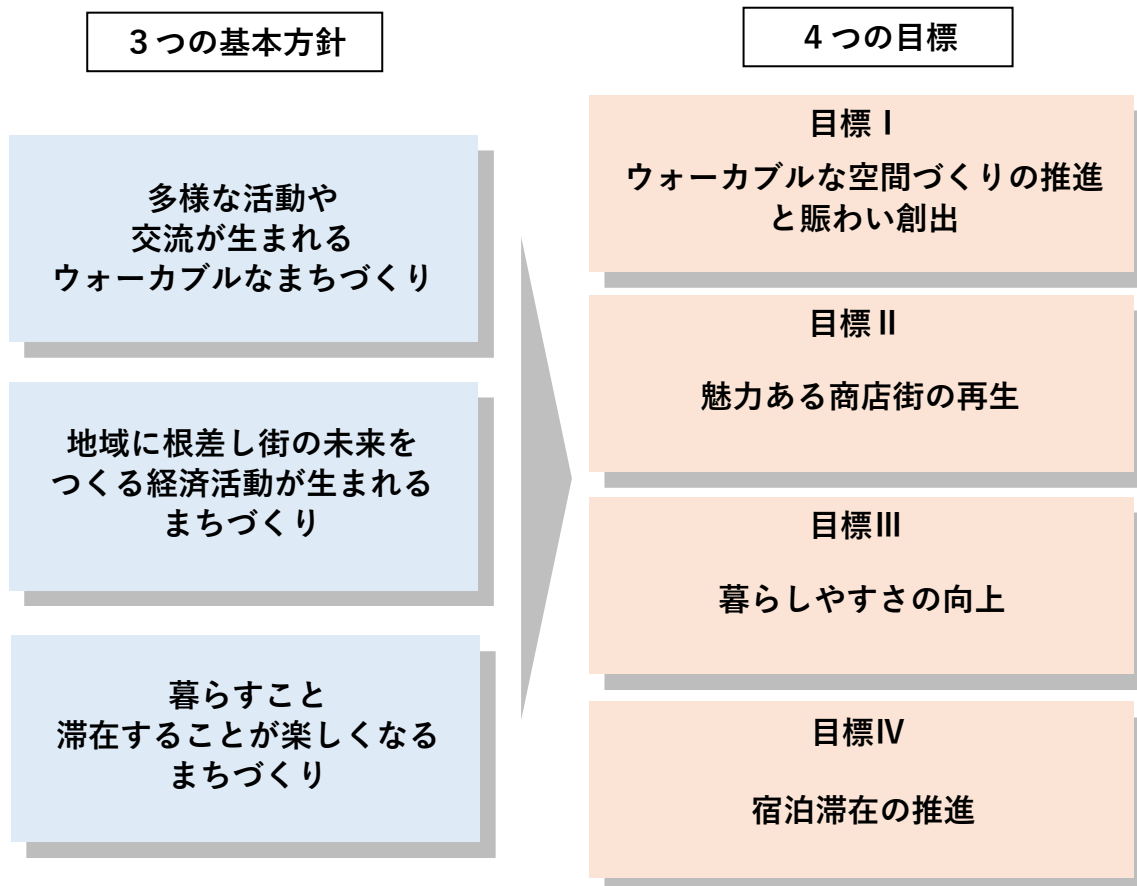 3つの基本方針
多様な活動や
交流が生まれる
ウォーカブルなまちづくり
地域に根差し街の未来を
つくる経済活動が生まれる
まちづくり
暮らすこと
滞在することが楽しくなる
まちづくり
4つの目標
目標Ⅰ
ウォーカブルな空間づくりの推進
と賑わい創出
目標Ⅱ
魅力ある商店街の再生
目標Ⅲ
暮らしやすさの向上
目標Ⅳ
宿泊滞在の推進